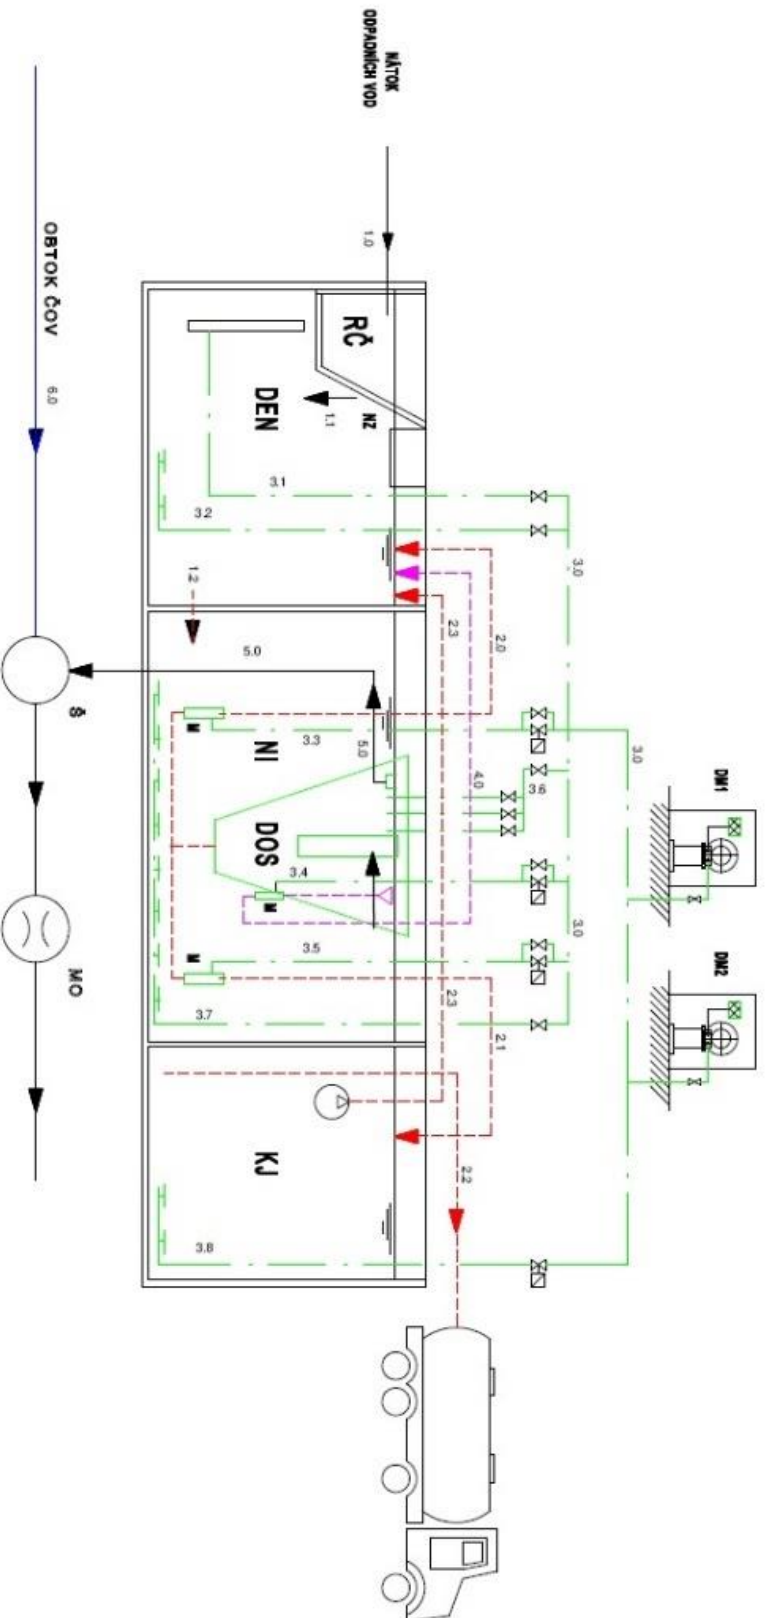 DM1
DM2
3.0
3.0
3.0
3.6
2.0
2.1
2.3
2.3
2.2
4.0
NÁTOK
ODPADNÍCH VOD
1.0
RČ
NZ
1.1
DEN
3.1
3.2
1.2
5.0
5.0
NI
DOS
3.3
3.4
3.5
3.7
M
M
M
KJ
3.8
OBTOK ČOV
6.0
Š
MO